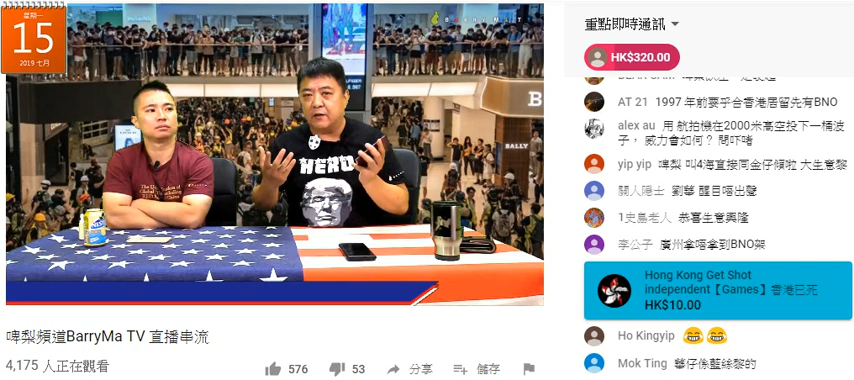 星期一
15
2019 七月
BARRYMATV
B
BALLY
HERO
NESTEA
啤梨頻道BarryMa TV 直播串流
4,175 人正在觀看
576
53
分享
儲存
重點即時通訊
HK$320.00
AT 21 1997 年前要乎合香港居留先有BNO
alex au 用 航拍機在2000米高空投下一桶波
子， 威力會如何？ 問吓啫
yip yip 啤梨 叫4海直接同金仔傾啦 大生意黎
閒人隱士 劉華 醒目唔出聲
1史島老人 恭喜生意興隆
李公子 廣州拿唔拿到BNO架
Hong Kong Get Shot
independent【Games】香港已死
HK$10.00
Ho Kingyip 😂😂
Mok Ting 華仔係藍絲黎的